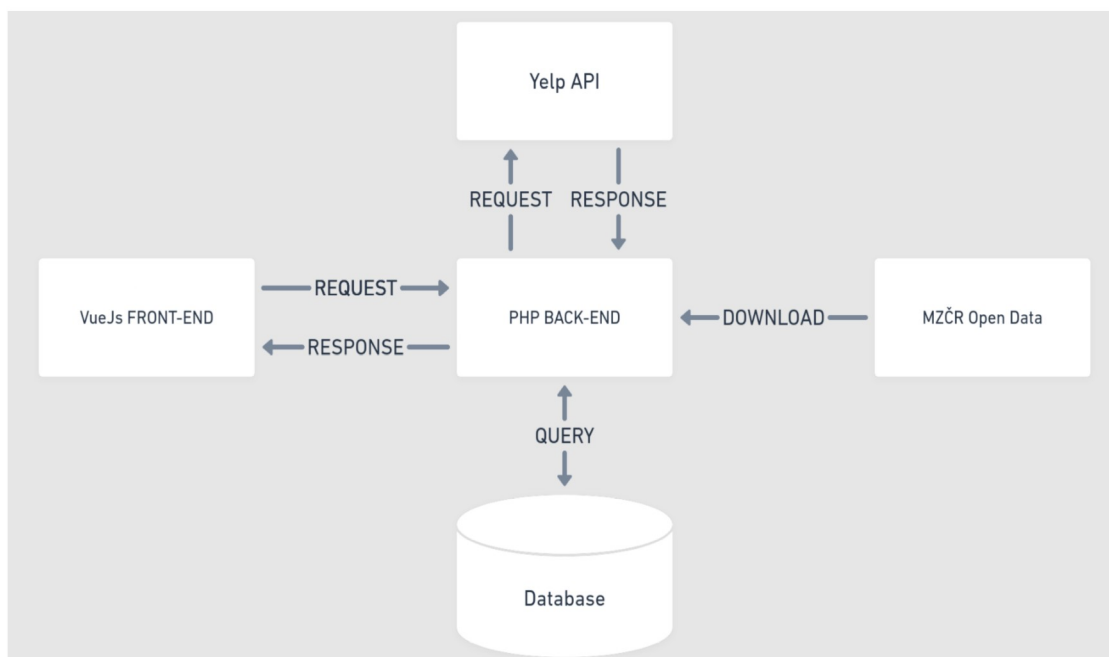 Yelp API
REQUEST RESPONSE
VueJs FRONT-END
REQUEST
RESPONSE
PHP BACK-END
DOWNLOAD
MZČR Open Data
QUERY
Database